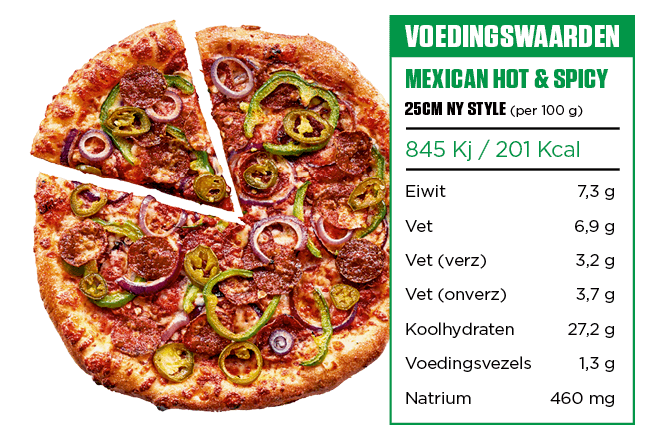 VOEDINGSWAARDEN
MEXICAN HOT & SPICY
25CM NY STYLE (per 100 g)
845 Kj / 201 Kcal
Eiwit 7,3 g
Vet 6,9 g
Vet (verz) 3,2 g
Vet (onverz) 3,7 g
Koolhydraten 27,2 g
Voedingsvezels 1,3 g
Natrium 460 mg